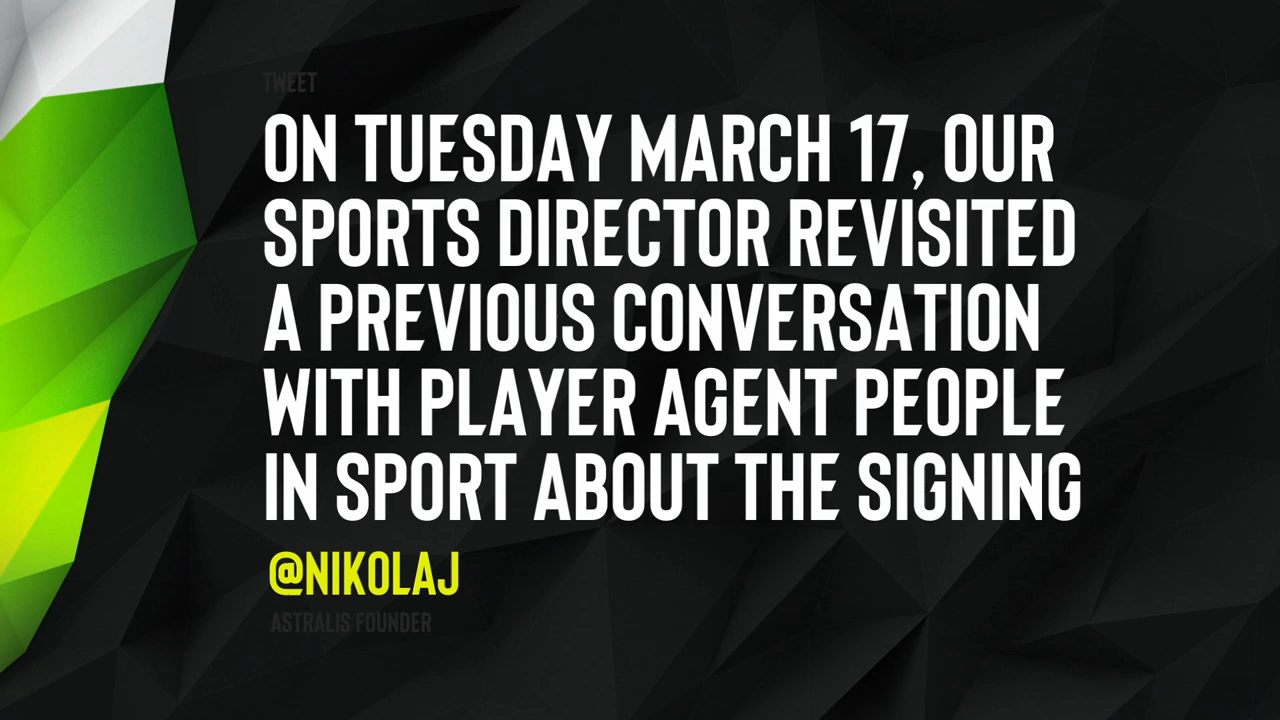 TWEET
ON TUESDAY MARCH 17, OUR
SPORTS DIRECTOR REVISITED
A PREVIOUS CONVERSATION
WITH PLAYER AGENT PEOPLE
IN SPORT ABOUT THE SIGNING
@NIKOLAJ
ASTRALIS FOUNDER